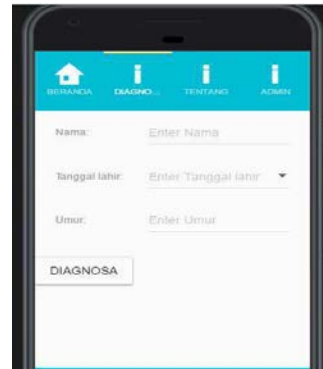 BERANDA DIAGNO... TENTANG ADMIN
Nama: Enter Nama
Tanggal lahir: Enter Tanggal lahir
Umur: Enter Umur
DIAGNOSA